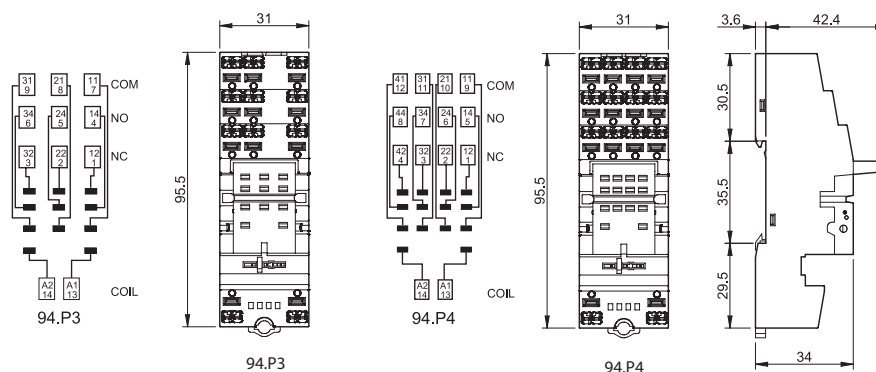 31
31
3.6
42.4
31 21 11
9 8 7
COM
34 24 14
6 5 4
NO
32 22 12
3 2 1
NC
A2 A1
14 13
COIL
94.P3
95.5
94.P3
41 31 21 11
12 11 10 9
COM
44 34 24 14
8 7 6 5
NO
42 32 22 12
4 3 2 1
NC
A2 A1
14 13
COIL
94.P4
95.5
94.P4
30.5
35.5
29.5
34